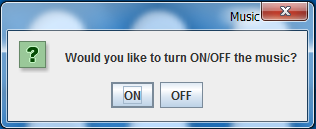 Music
Would you like to turn ON/OFF the music?
ON OFF